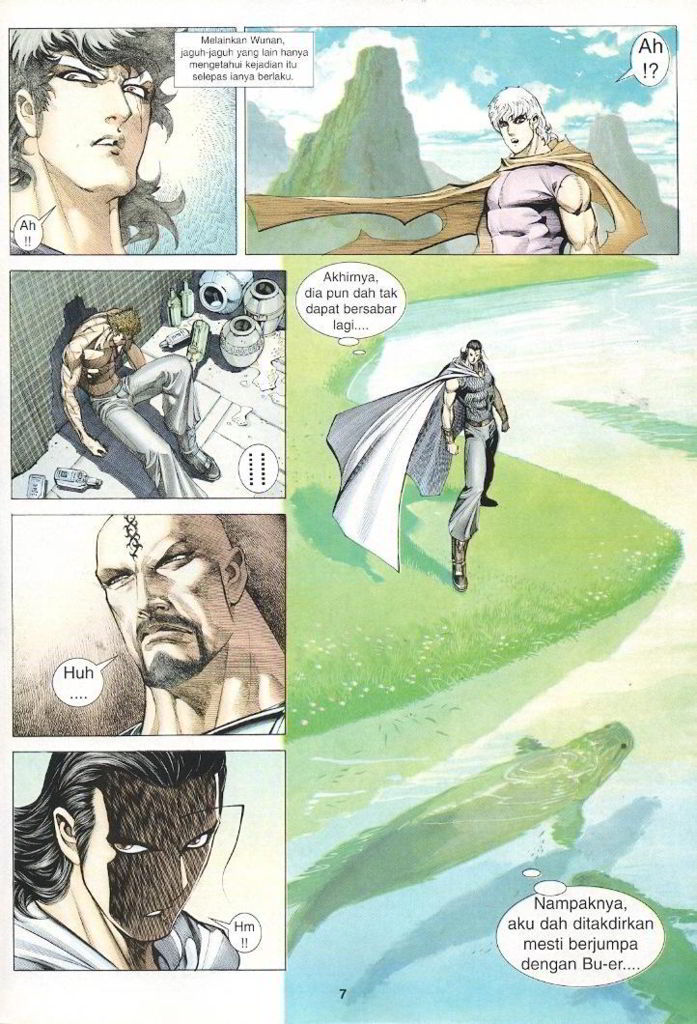 Melainkan Wunan,
jaguh-jaguh yang lain hanya
mengetahui kejadian itu
selepas ianya berlaku.
Ah
!!
Ah
!?
Akhirnya,
dia pun dah tak
dapat bersabar
lagi....
Huh
....
Hm
!!
Nampaknya,
aku dah ditakdirkan
mesti berjumpa
dengan Bu-er....
7